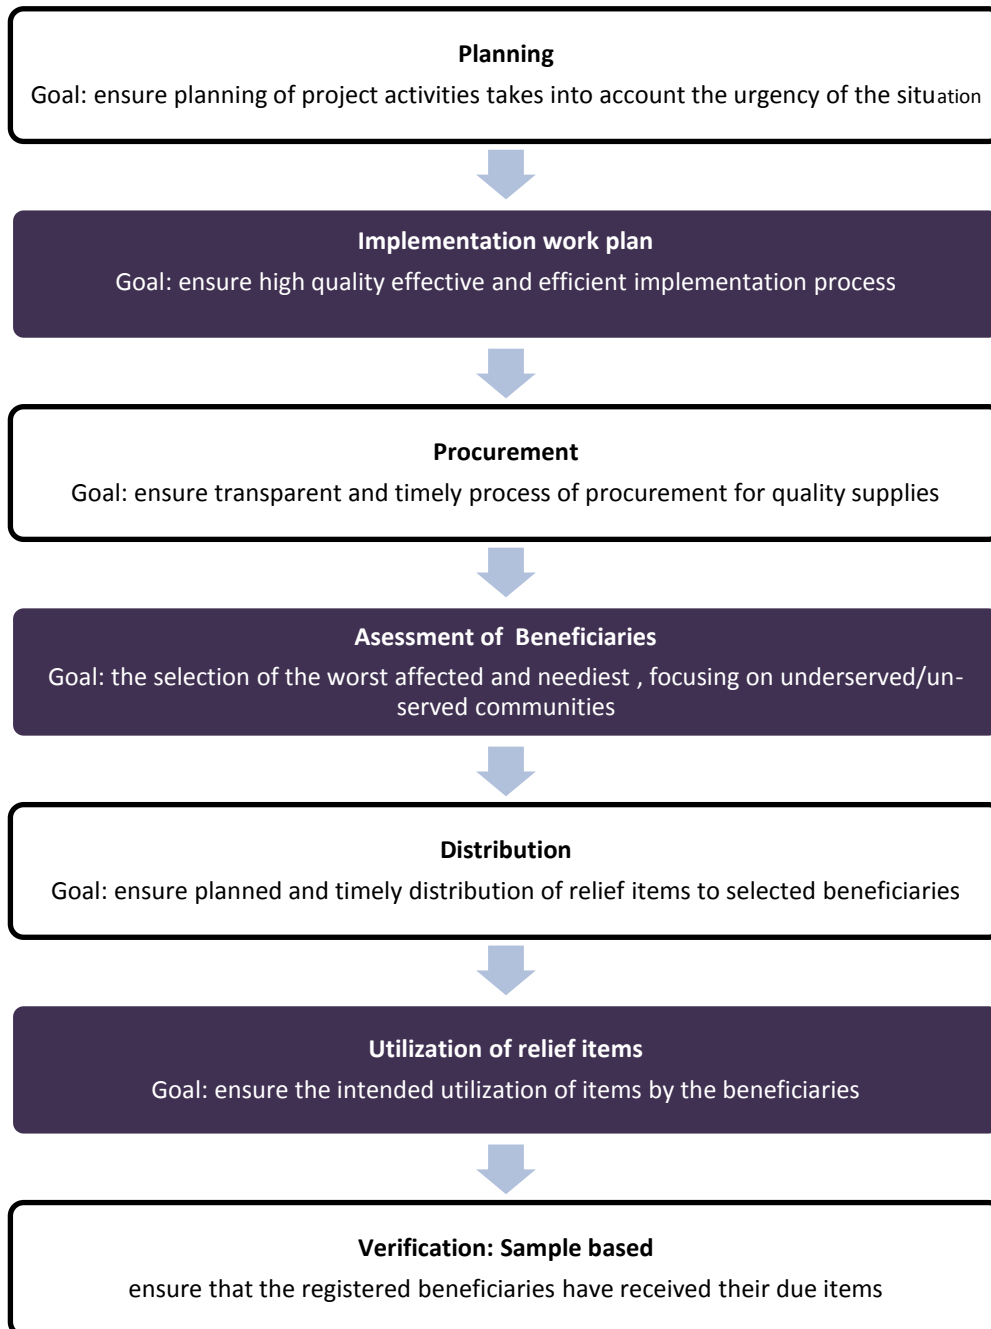 Planning
Goal: ensure planning of project activities takes into account the urgency of the situation
Implementation work plan
Goal: ensure high quality effective and efficient implementation process
Procurement
Goal: ensure transparent and timely process of procurement for quality supplies
Asessment of  Beneficiaries
Goal: the selection of the worst affected and neediest , focusing on underserved/un-
served communities
Distribution
Goal: ensure planned and timely distribution of relief items to selected beneficiaries
Utilization of relief items
Goal: ensure the intended utilization of items by the beneficiaries
Verification: Sample based
ensure that the registered beneficiaries have received their due items